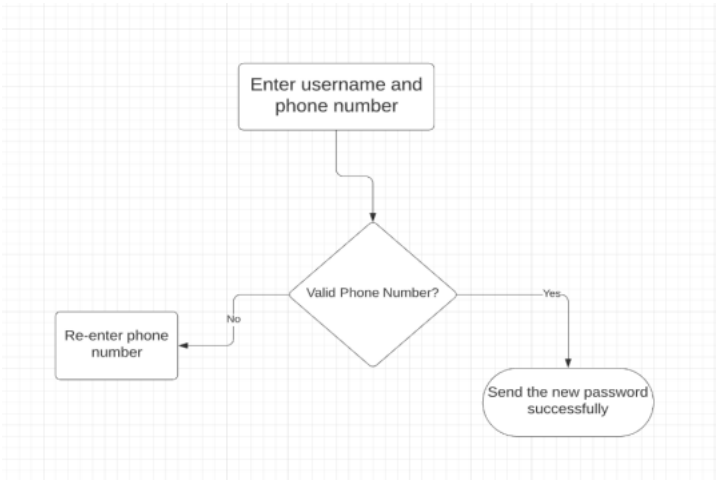 Enter username and
phone number
Valid Phone Number?
Yes
No
Re-enter phone
number
Send the new password
successfully